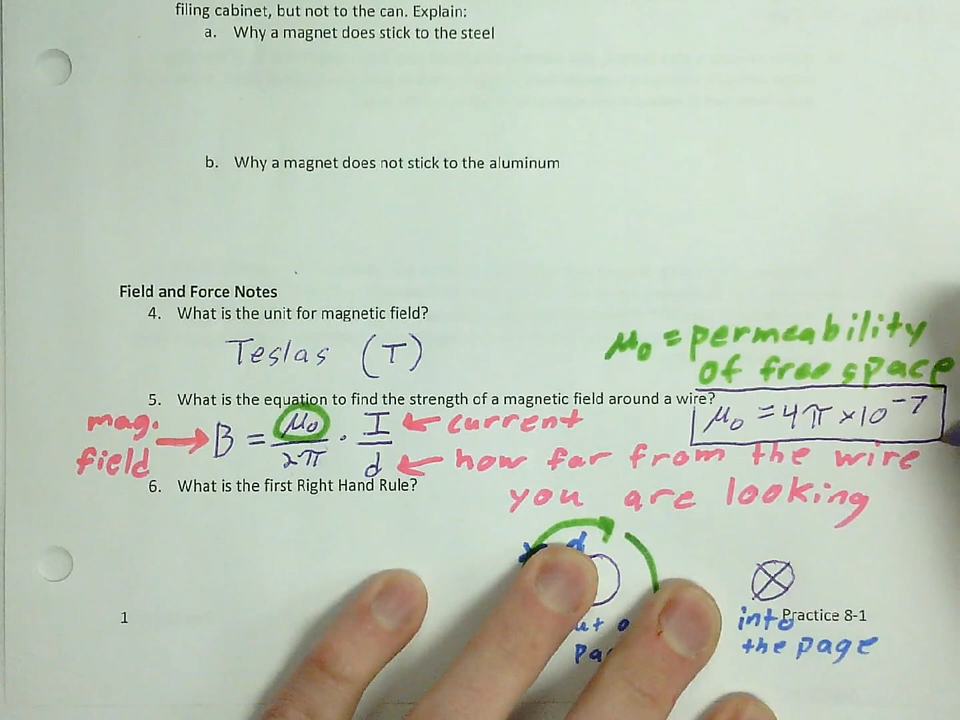 filing cabinet, but not to the can. Explain:
a. Why a magnet does stick to the steel
b. Why a magnet does not stick to the aluminum
Field and Force Notes
4. What is the unit for magnetic field?
Teslas (T)
μ₀ = permeability
of free space
5. What is the equation to find the strength of a magnetic field around a wire?
μ₀ = 4π×10⁻⁷
mag.
field → B = μ₀/2π · I/d
← current
← how far from the wire
you are looking
6. What is the first Right Hand Rule?
into
the page
1
Practice 8-1